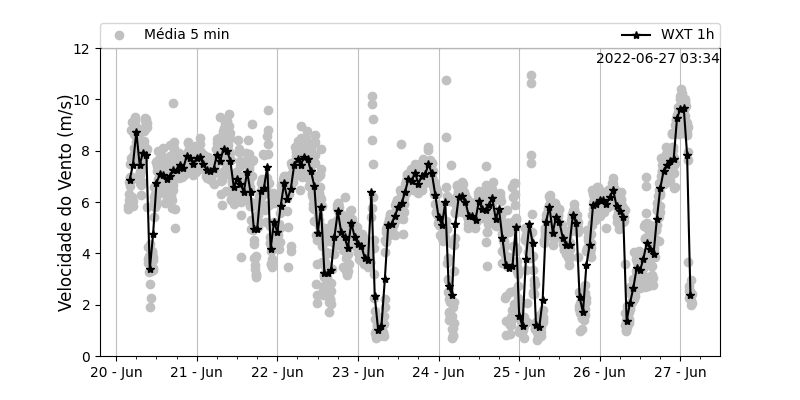 Média 5 min WXT 1h
2022-06-27 03:34
Velocidade do Vento (m/s)
12
10
8
6
4
2
0
20 - Jun 21 - Jun 22 - Jun 23 - Jun 24 - Jun 25 - Jun 26 - Jun 27 - Jun